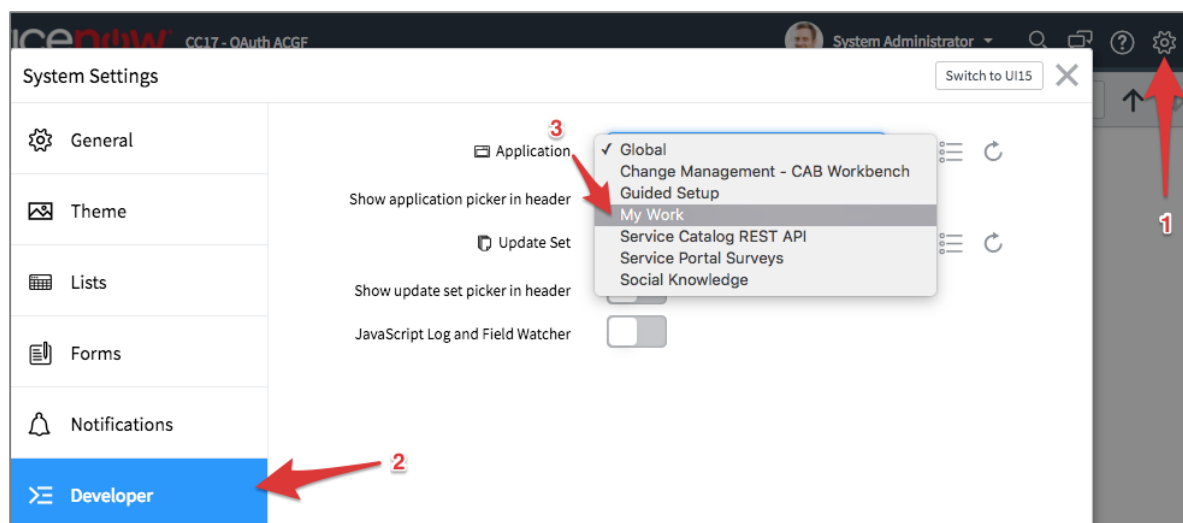 icenow CC17 - OAuth ACGF System Administrator
System Settings Switch to UI15
General
Theme
Lists
Forms
Notifications
Developer
3
Application
Show application picker in header
Update Set
Show update set picker in header
JavaScript Log and Field Watcher
✓ Global
Change Management - CAB Workbench
Guided Setup
My Work
Service Catalog REST API
Service Portal Surveys
Social Knowledge
1
2